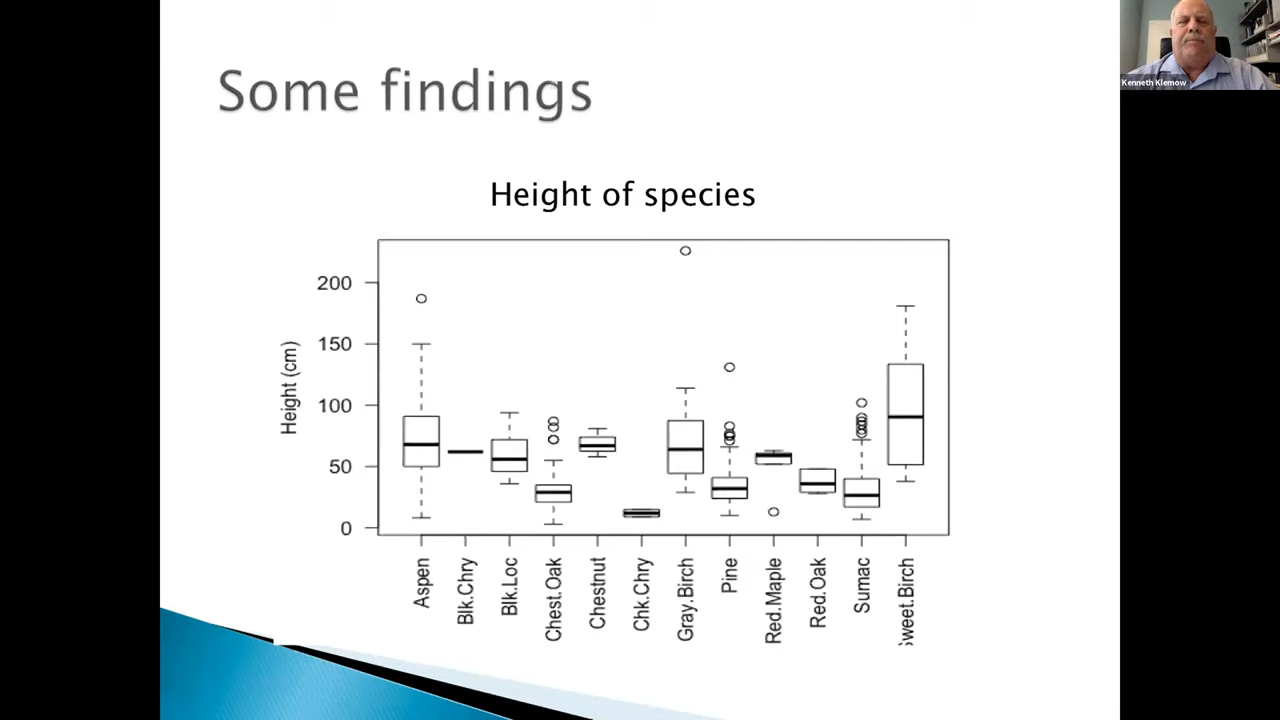 Some findings
Kenneth Klemow
Height of species
Height (cm)
200
150
100
50
0
Aspen
Blk.Chry
Blk.Loc
Chest.Oak
Chestnut
Chk.Chry
Gray.Birch
Pine
Red.Maple
Red.Oak
Sumac
Sweet.Birch